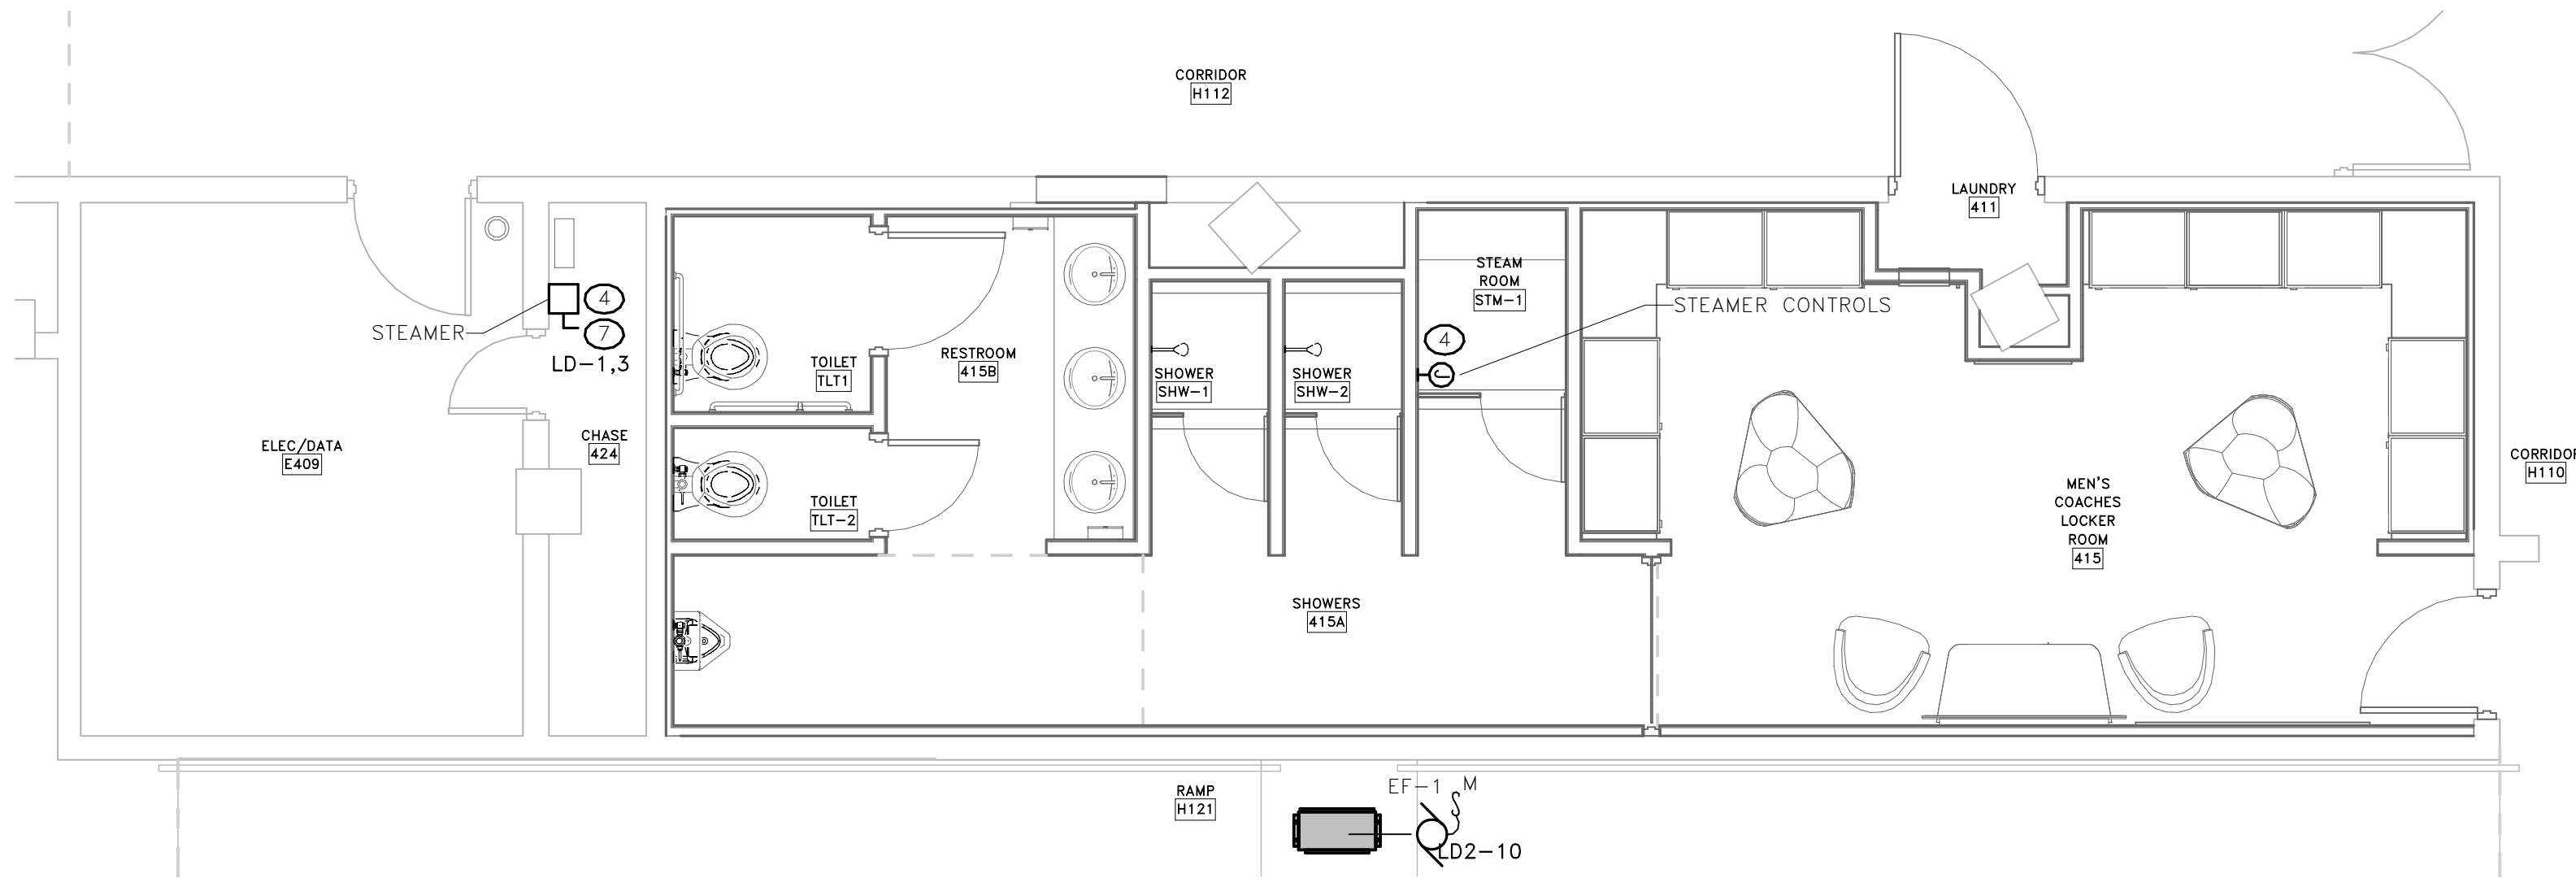 CORRIDOR
H112
LAUNDRY
411
STEAM
ROOM
STM-1
STEAMER CONTROLS
4
4
STEAMER
7
LD-1,3
RESTROOM
415B
TOILET
TLT1
SHOWER
SHW-1
SHOWER
SHW-2
ELEC/DATA
E409
CHASE
424
CORRIDOR
H110
MEN'S
COACHES
LOCKER
ROOM
415
TOILET
TLT-2
SHOWERS
415A
RAMP
H121
EF-1
M
S
J
LD2-10